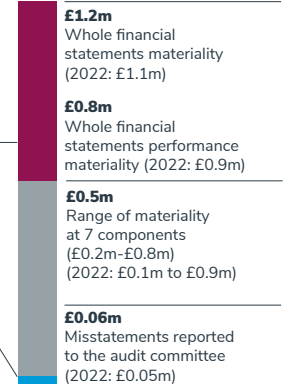 £1.2m
Whole financial
statements materiality
(2022: £1.1m)
£0.8m
Whole financial
statements performance
materiality (2022: £0.9m)
£0.5m
Range of materiality
at 7 components
(£0.2m-£0.8m)
(2022: £0.1m to £0.9m)
£0.06m
Misstatements reported
to the audit committee
(2022: £0.05m)